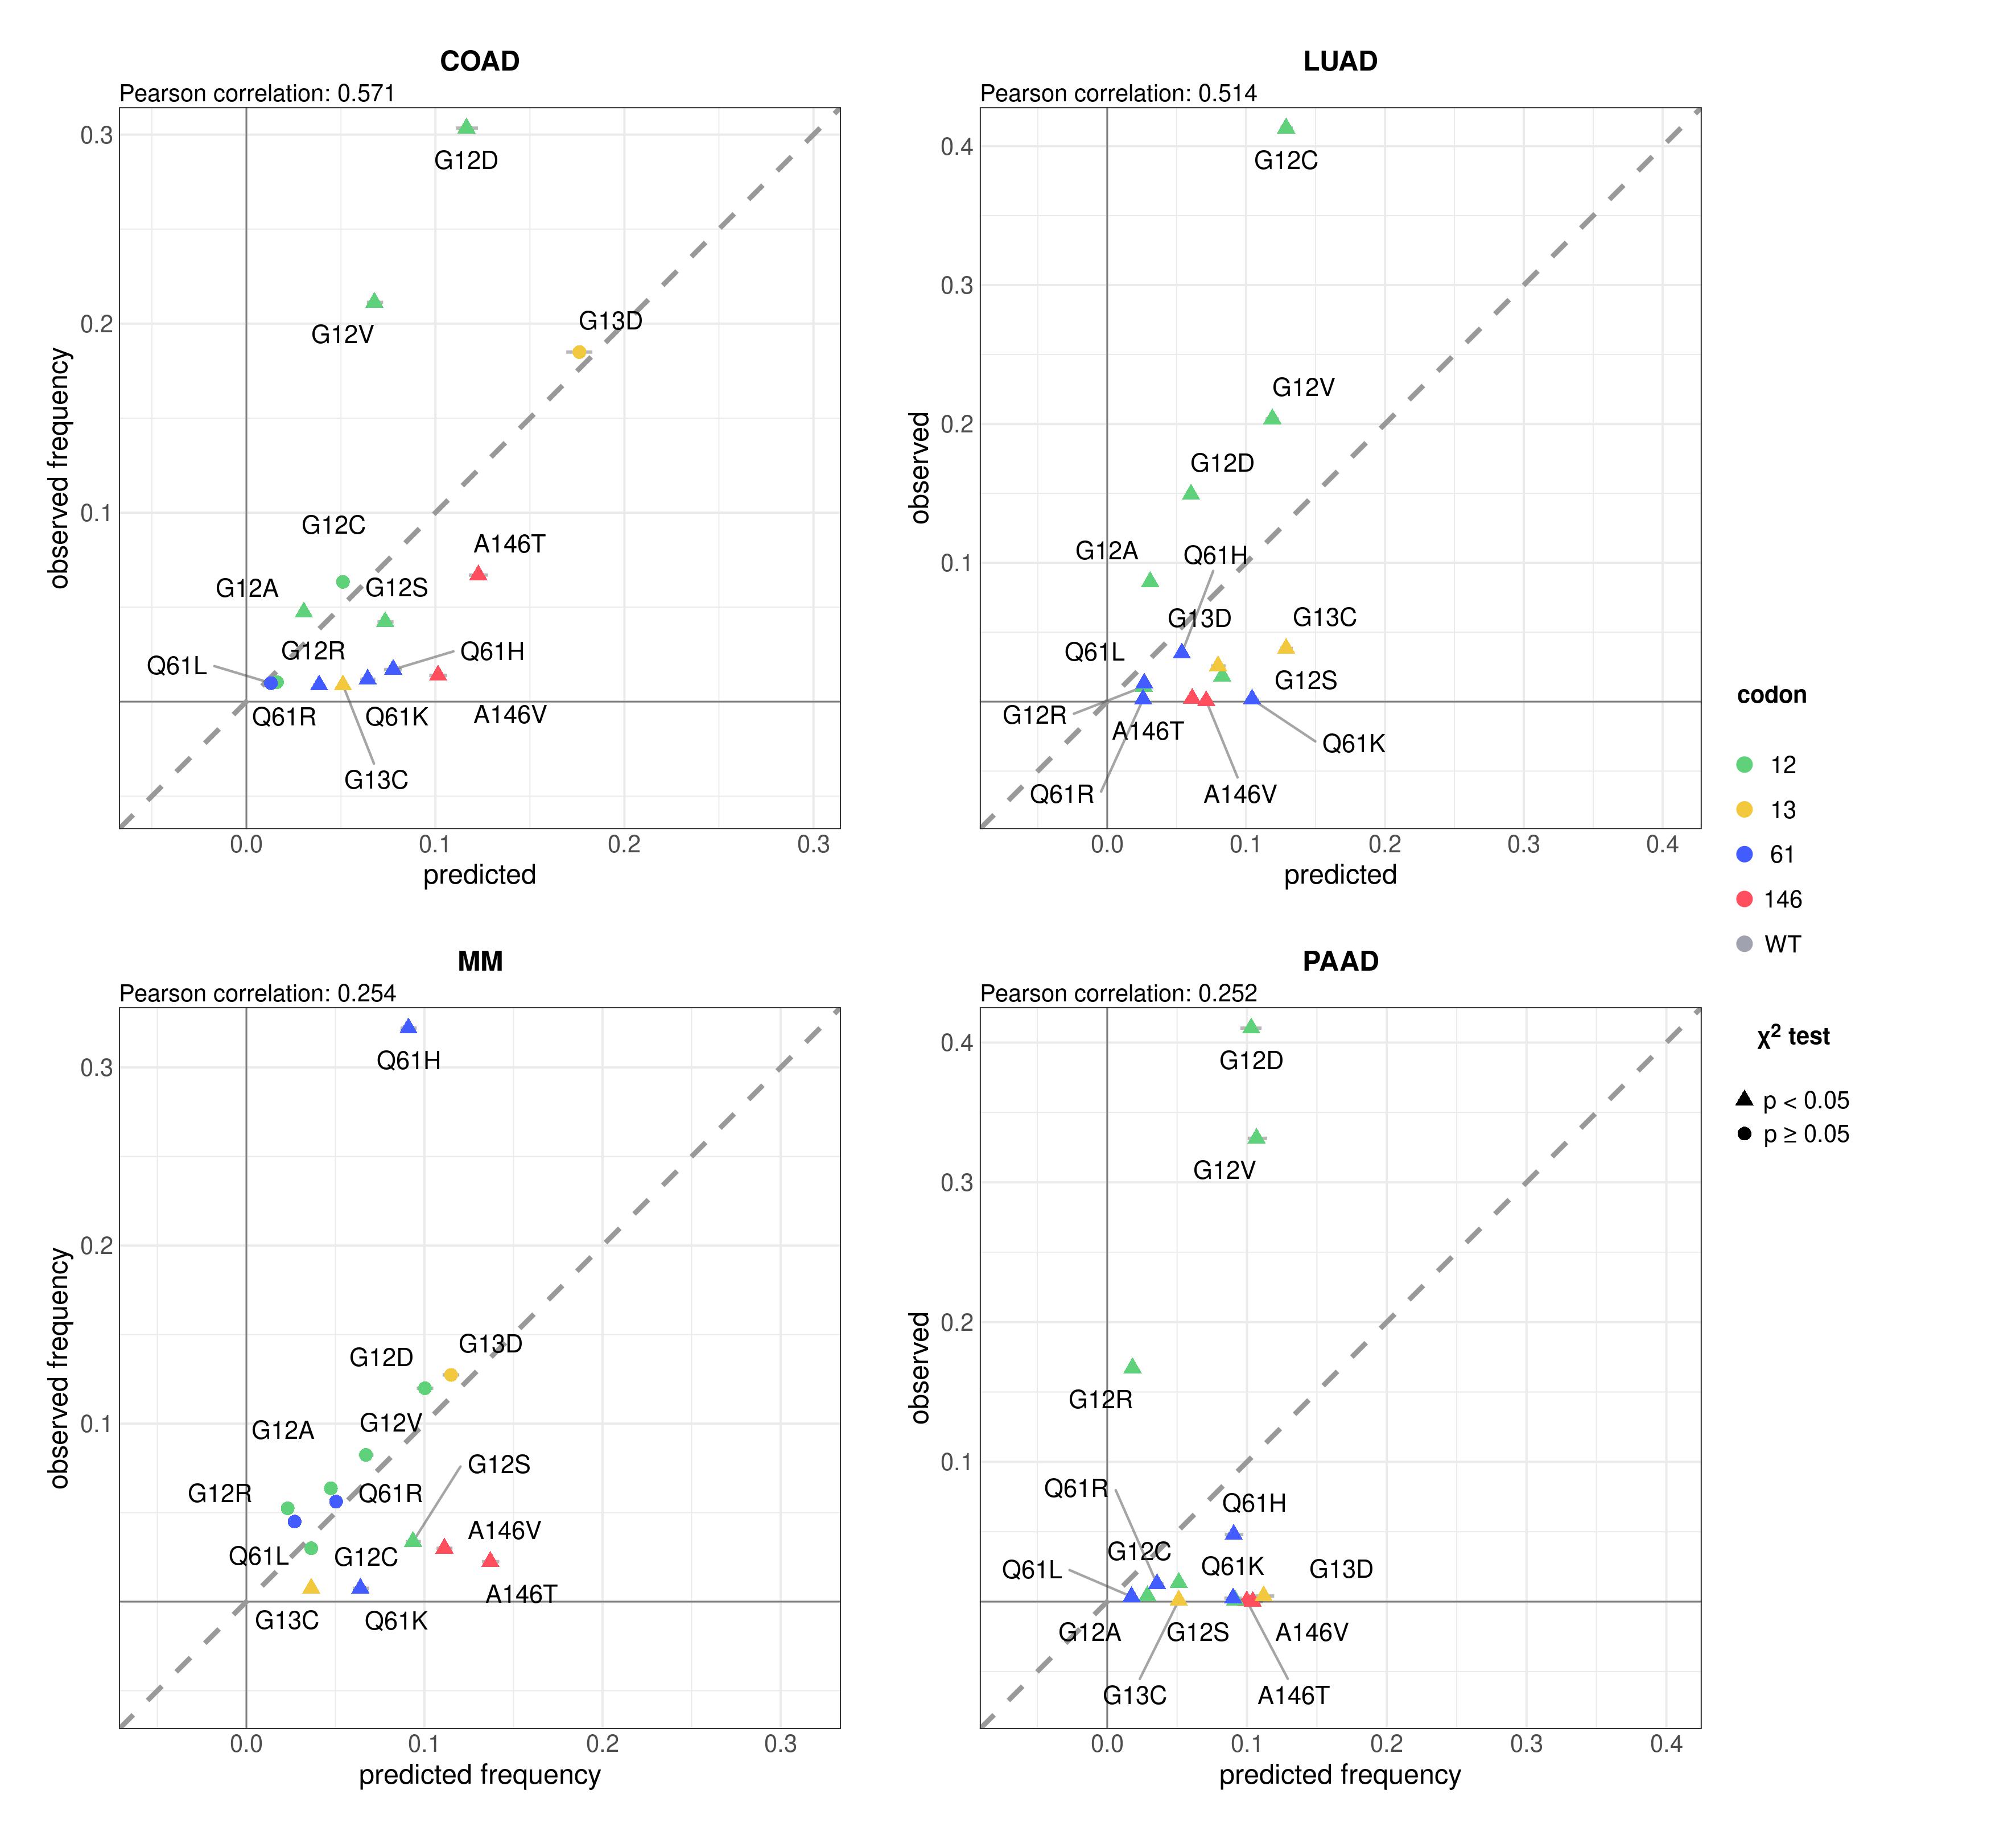 COAD
Pearson correlation: 0.571
0.3
0.2
0.1
observed frequency
G12D
G12V
G13D
G12C
A146T
G12A
G12S
G12R
Q61H
Q61L
Q61R
Q61K
A146V
G13C
0.0
0.1
0.2
0.3
predicted
LUAD
Pearson correlation: 0.514
0.4
0.3
0.2
0.1
observed
G12C
G12V
G12D
G12A
Q61H
G13D
G13C
Q61L
G12S
G12R
A146T
Q61K
Q61R
A146V
0.0
0.1
0.2
0.3
0.4
predicted
codon
12
13
61
146
WT
χ² test
p < 0.05
p ≥ 0.05
MM
Pearson correlation: 0.254
0.3
0.2
0.1
observed frequency
Q61H
G13D
G12D
G12A
G12V
G12S
G12R
Q61R
A146V
Q61L
G12C
A146T
G13C
Q61K
0.0
0.1
0.2
0.3
predicted frequency
PAAD
Pearson correlation: 0.252
0.4
0.3
0.2
0.1
observed
G12D
G12V
G12R
Q61R
Q61H
G12C
Q61L
Q61K
G13D
G12A
G12S
A146V
G13C
A146T
0.0
0.1
0.2
0.3
0.4
predicted frequency